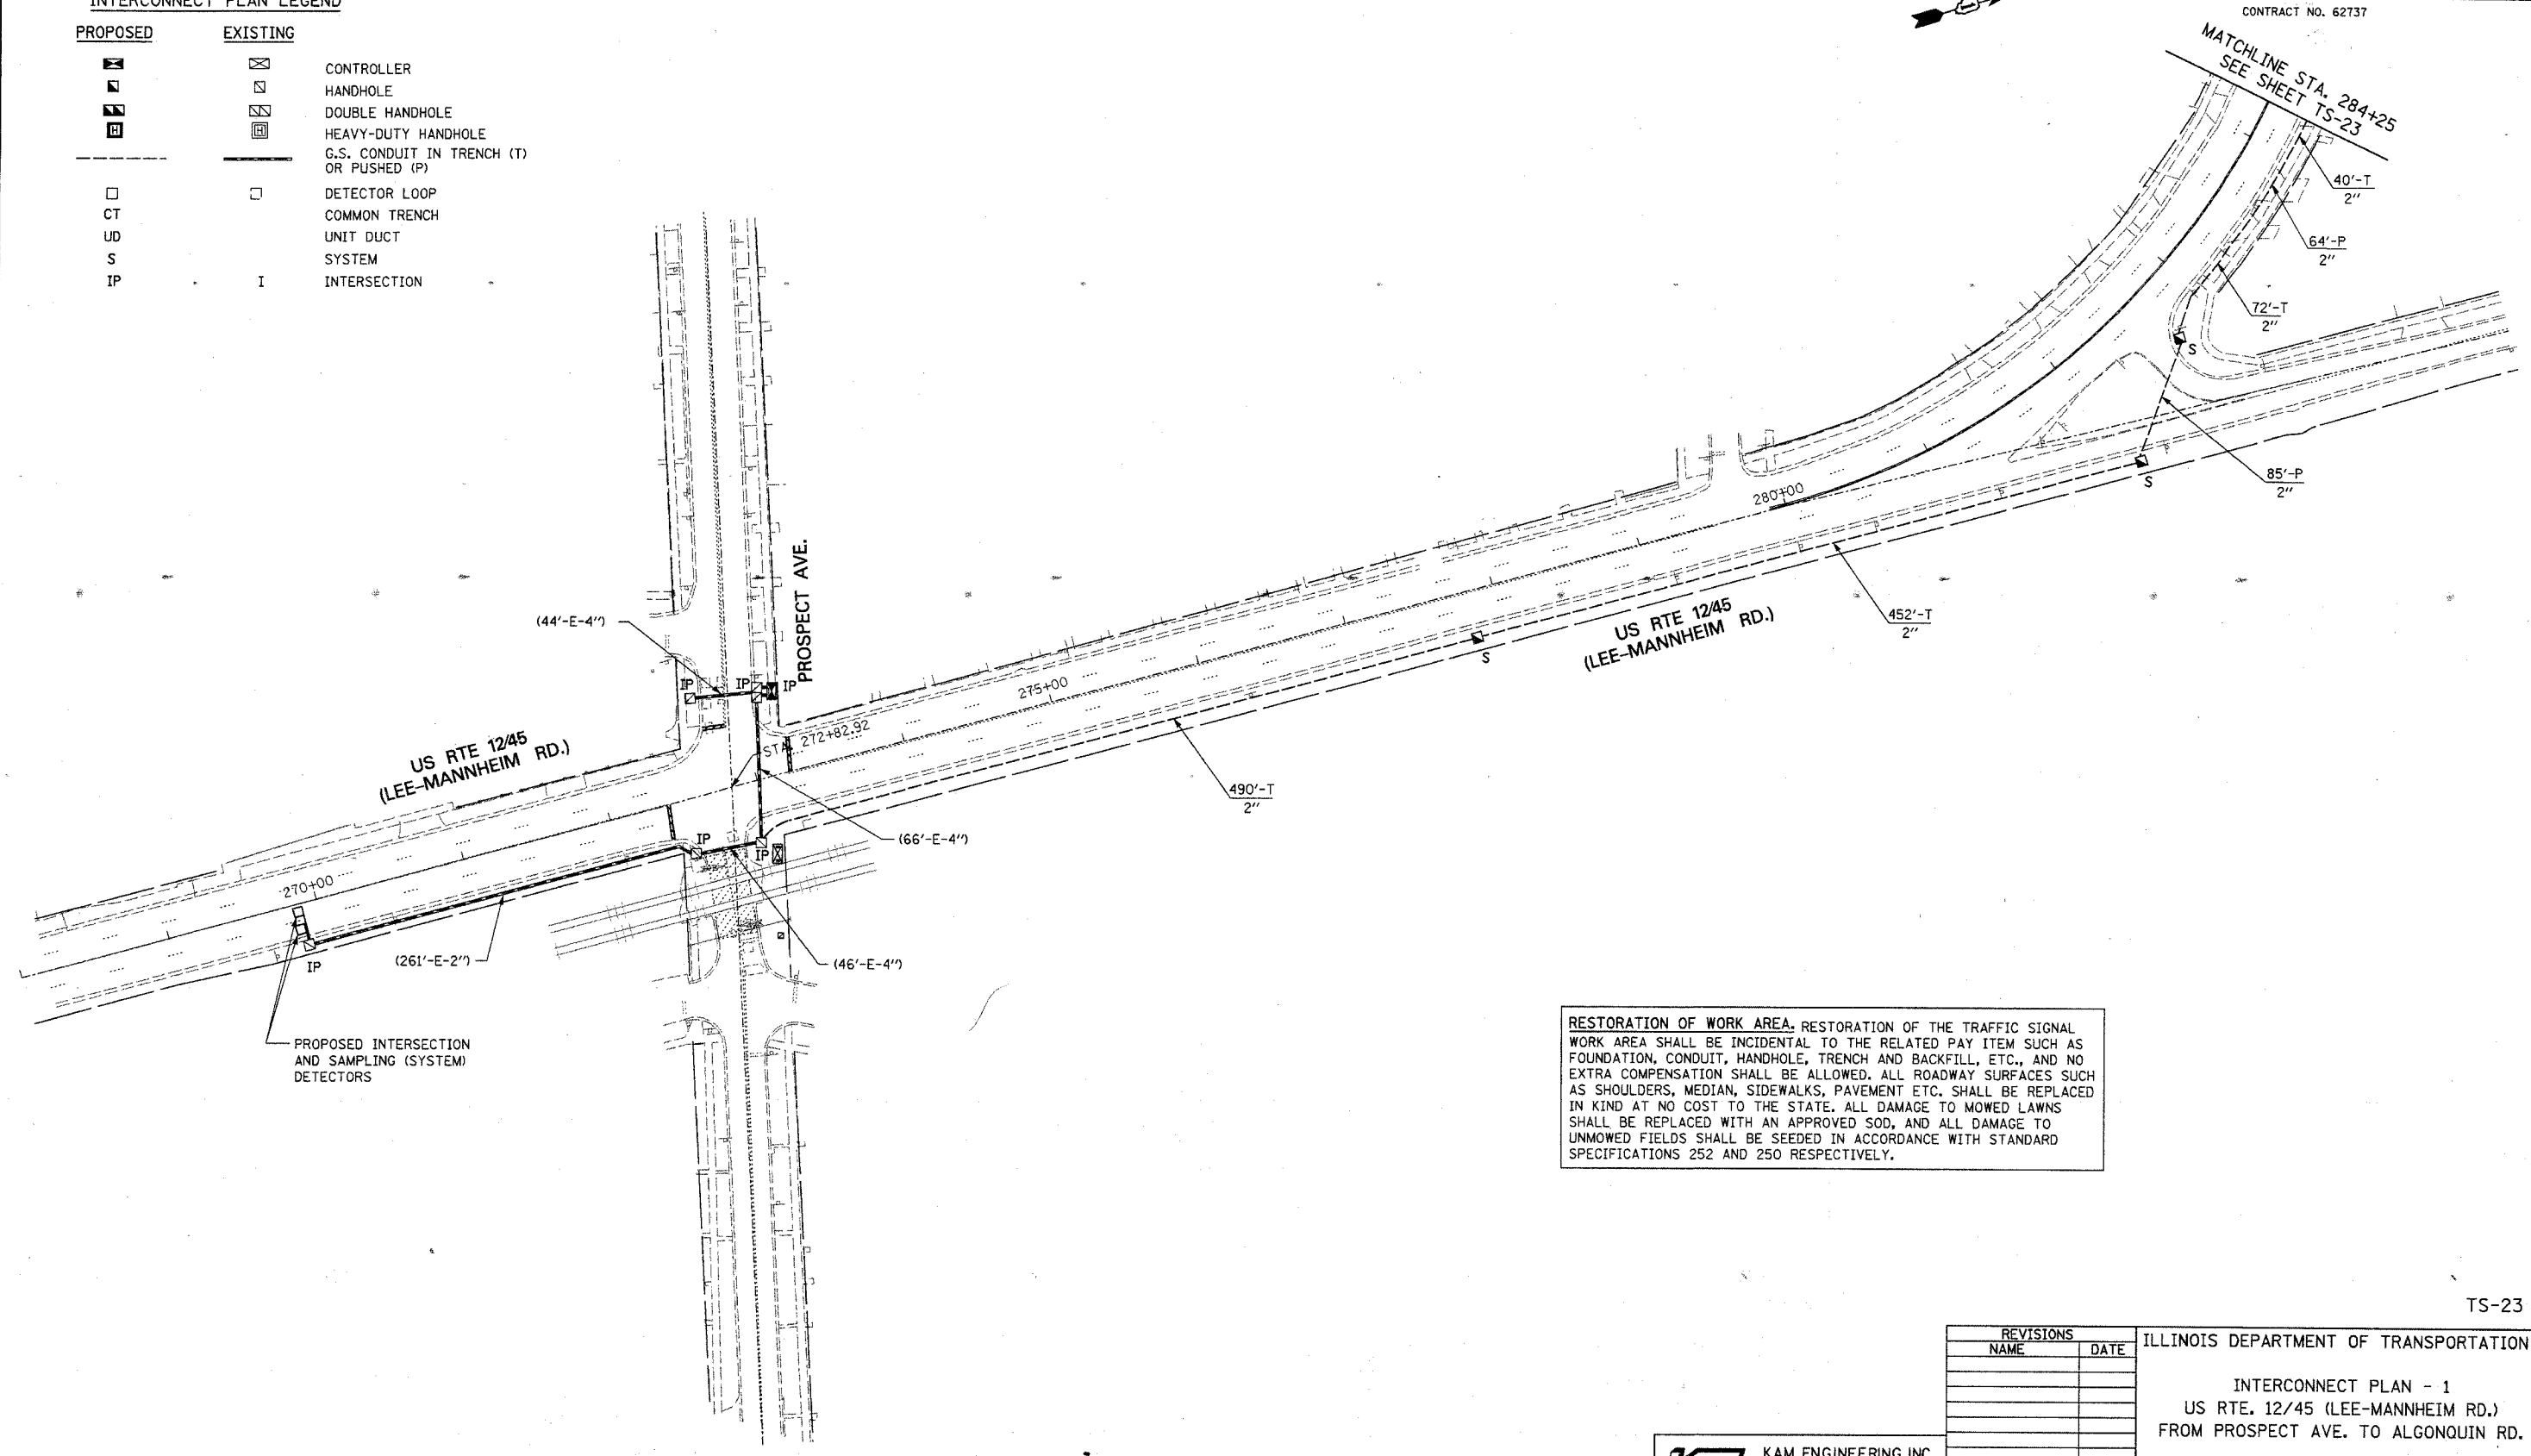 INTERCONNECT PLAN LEGEND
PROPOSED EXISTING
CONTROLLER
HANDHOLE
DOUBLE HANDHOLE
H H HEAVY-DUTY HANDHOLE
G.S. CONDUIT IN TRENCH (T)
OR PUSHED (P)
DETECTOR LOOP
CT COMMON TRENCH
UD UNIT DUCT
S SYSTEM
IP I INTERSECTION
CONTRACT NO. 62737
MATCHLINE STA. 284+25
SEE SHEET TS-23
40'-T
2"
64'-P
2"
72'-T
2"
S
85'-P
2"
S
280+00
452'-T
2"
US RTE 12/45
(LEE-MANNHEIM RD.)
S
PROSPECT AVE.
(44'-E-4")
IP
IP
IP
275+00
STA. 272+82.92
490'-T
2"
US RTE 12/45
(LEE-MANNHEIM RD.)
IP
IP
(66'-E-4")
270+00
(46'-E-4")
(261'-E-2")
IP
PROPOSED INTERSECTION
AND SAMPLING (SYSTEM)
DETECTORS
RESTORATION OF WORK AREA. RESTORATION OF THE TRAFFIC SIGNAL
WORK AREA SHALL BE INCIDENTAL TO THE RELATED PAY ITEM SUCH AS
FOUNDATION, CONDUIT, HANDHOLE, TRENCH AND BACKFILL, ETC., AND NO
EXTRA COMPENSATION SHALL BE ALLOWED. ALL ROADWAY SURFACES SUCH
AS SHOULDERS, MEDIAN, SIDEWALKS, PAVEMENT ETC. SHALL BE REPLACED
IN KIND AT NO COST TO THE STATE. ALL DAMAGE TO MOWED LAWNS
SHALL BE REPLACED WITH AN APPROVED SOD, AND ALL DAMAGE TO
UNMOWED FIELDS SHALL BE SEEDED IN ACCORDANCE WITH STANDARD
SPECIFICATIONS 252 AND 250 RESPECTIVELY.
TS-23
REVISIONS
NAME DATE
ILLINOIS DEPARTMENT OF TRANSPORTATION
INTERCONNECT PLAN - 1
US RTE. 12/45 (LEE-MANNHEIM RD.)
FROM PROSPECT AVE. TO ALGONQUIN RD.
KAM ENGINEERING INC